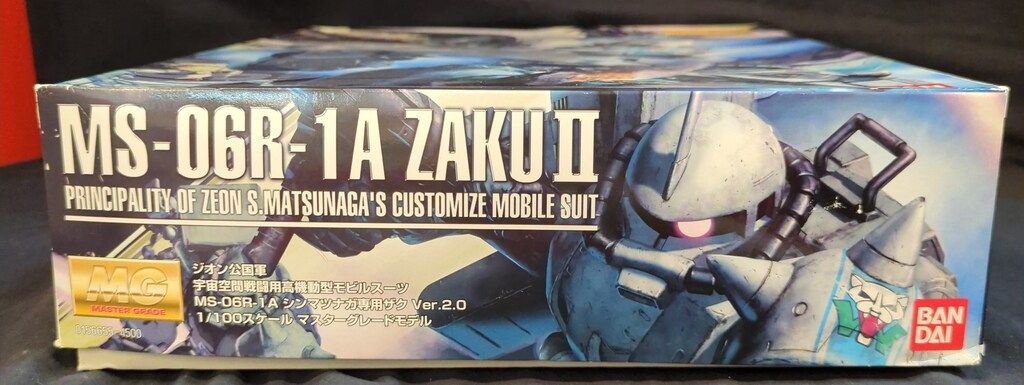 MS-06R-1A ZAKU II
PRINCIPALITY OF ZEON S.MATSUNAGA'S CUSTOMIZE MOBILE SUIT
MG
MASTER GRADE
ジオン公国軍
宇宙空間戦闘用高機動型モビルスーツ
MS-06R-1A シンマツナガ専用ザク Ver.2.0
1/100スケール マスターグレードモデル
BAN
DAI